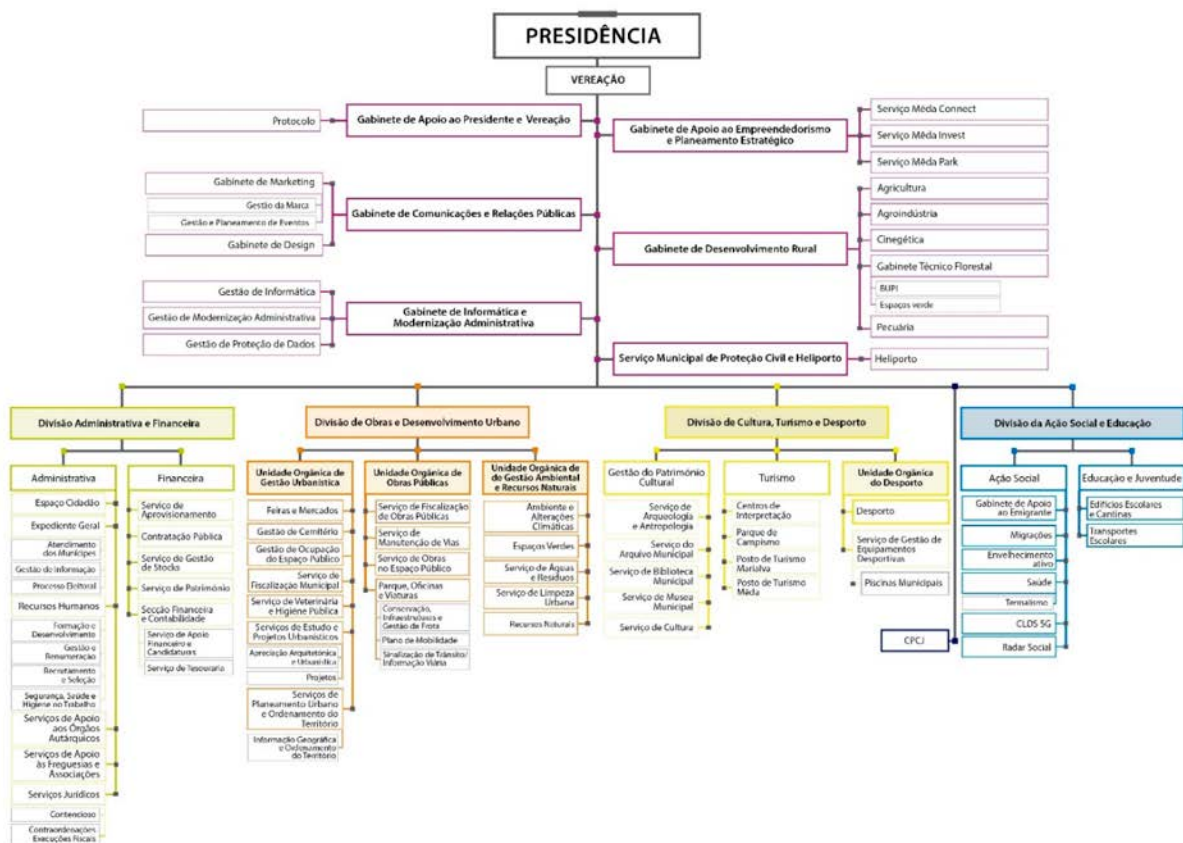 PRESIDÊNCIA
VEREAÇÃO
Protocolo
Gabinete de Apoio ao Presidente e Vereação
Gabinete de Marketing
Gestão da Marca
Gestão e Planeamento de Eventos
Gabinete de Design
Gabinete de Comunicações e Relações Públicas
Gestão de Informática
Gestão de Modernização Administrativa
Gestão de Proteção de Dados
Gabinete de Informática e
Modernização Administrativa
Gabinete de Apoio ao Empreendedorismo
e Planeamento Estratégico
Serviço Mêda Connect
Serviço Mêda Invest
Serviço Mêda Park
Gabinete de Desenvolvimento Rural
Agricultura
Agroindústria
Cinegética
Gabinete Técnico Florestal
BUPI
Espaços verde
Pecuária
Serviço Municipal de Proteção Civil e Heliporto
Heliporto
Divisão Administrativa e Financeira
Administrativa
Espaço Cidadão
Expediente Geral
Atendimento
dos Munícipes
Gestão de Informação
Processo Eleitoral
Recursos Humanos
Formação e
Desenvolvimento
Gestão e
Remuneração
Recrutamento
e Seleção
Segurança, Saúde e
Higiene no Trabalho
Serviços de Apoio
aos Órgãos
Autárquicos
Serviços de Apoio
às Freguesias e
Associações
Serviços Jurídicos
Contencioso
Contraordenações
Execuções Fiscais
Financeira
Serviço de
Aprovisionamento
Contratação Pública
Serviço de Gestão
de Stocks
Serviço de Património
Secção Financeira
e Contabilidade
Serviço de Apoio
Financeiro e
Candidaturas
Serviço de Tesouraria
Divisão de Obras e Desenvolvimento Urbano
Unidade Orgânica de
Gestão Urbanística
Feiras e Mercados
Gestão de Cemitério
Gestão de Ocupação
do Espaço Público
Serviço de
Fiscalização Municipal
Serviço de Veterinária
e Higiene Pública
Serviços de Estudo e
Projetos Urbanísticos
Apreciação Arquitetónica
e Urbanística
Projetos
Serviços de
Planeamento Urbano
e Ordenamento do
Território
Informação Geográfica
e Ordenamento
do Território
Unidade Orgânica de
Obras Públicas
Serviço de Fiscalização
de Obras Públicas
Serviço de
Manutenção de Vias
Serviço de Obras
no Espaço Público
Parque, Oficinas
e Viaturas
Conservação,
Infraestruturas e
Gestão de Frota
Plano de Mobilidade
Sinalização de Trânsito/
Informação Viária
Unidade Orgânica de
de Gestão Ambiental
e Recursos Naturais
Ambiente e
Alterações
Climáticas
Espaços Verdes
Serviço de Águas
e Resíduos
Serviço de Limpeza
Urbana
Recursos Naturais
Divisão de Cultura, Turismo e Desporto
Gestão do Património
Cultural
Serviço de
Arqueologia e
Antropologia
Serviço do
Arquivo Municipal
Serviço de Biblioteca
Municipal
Serviço de Museu
Municipal
Serviço de Cultura
Turismo
Centros de
Interpretação
Parque de
Campismo
Posto de Turismo
Marialva
Posto de Turismo
Mêda
Unidade Orgânica
do Desporto
Desporto
Serviço de Gestão de
Equipamentos
Desportivas
Piscinas Municipais
CPCJ
Divisão da Ação Social e Educação
Ação Social
Gabinete de Apoio
ao Emigrante
Migrações
Envelhecimento
ativo
Saúde
Termalismo
CLDS 5G
Radar Social
Educação e Juventude
Edifícios Escolares
e Cantinas
Transportes
Escolares